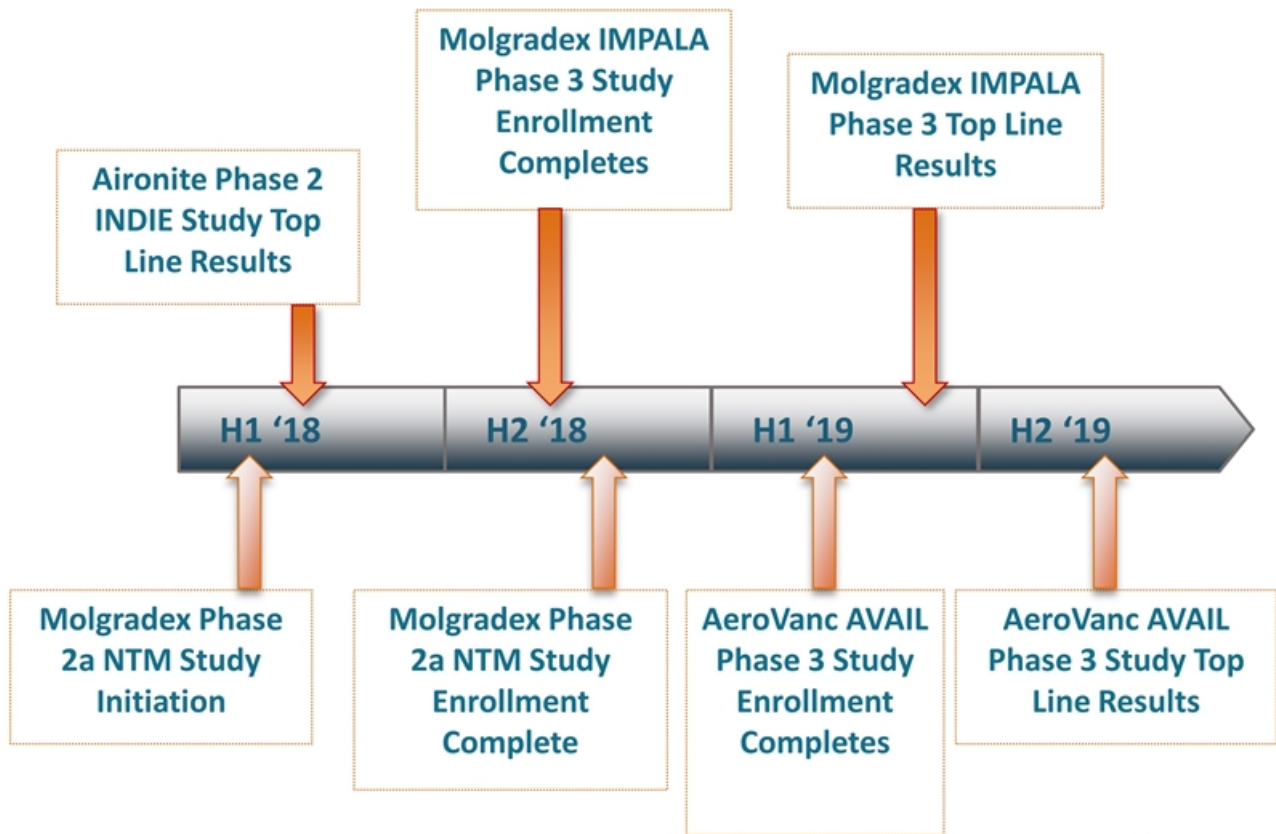 Molgradex IMPALA
Phase 3 Study
Enrollment
Completes
Molgradex IMPALA
Phase 3 Top Line
Results
Aironite Phase 2
INDIE Study Top
Line Results
H1 ‘18
H2 ‘18
H1 ‘19
H2 ‘19
Molgradex Phase
2a NTM Study
Initiation
Molgradex Phase
2a NTM Study
Enrollment
Complete
AeroVanc AVAIL
Phase 3 Study
Enrollment
Completes
AeroVanc AVAIL
Phase 3 Study Top
Line Results